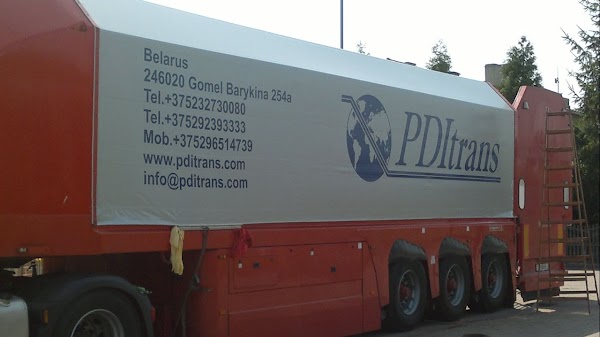 Belarus
246020 Gomel Barykina 254a
Tel.+375232730080
Tel.+375292393333
Mob.+375296514739
www.pditrans.com
info@pditrans.com
PDItrans